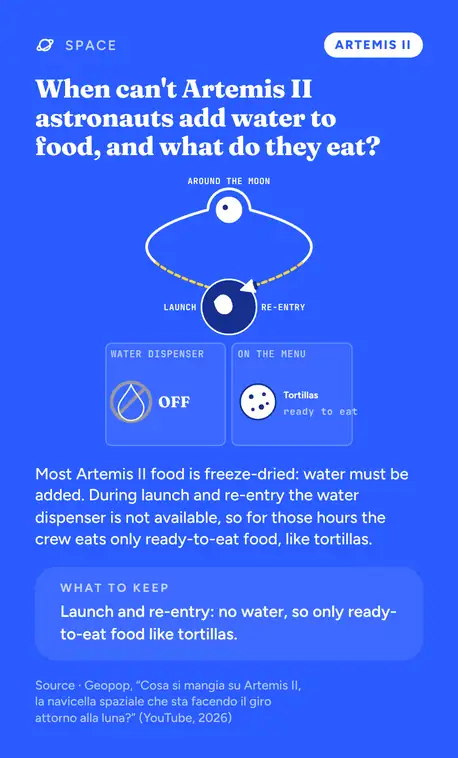 SPACE
ARTEMIS II
When can't Artemis II
astronauts add water to
food, and what do they eat?
AROUND THE MOON
LAUNCH
RE-ENTRY
WATER DISPENSER
OFF
ON THE MENU
Tortillas
ready to eat
Most Artemis II food is freeze-dried: water must be
added. During launch and re-entry the water
dispenser is not available, so for those hours the
crew eats only ready-to-eat food, like tortillas.
WHAT TO KEEP
Launch and re-entry: no water, so only ready-
to-eat food like tortillas.
Source · Geopop, “Cosa si mangia su Artemis II,
la navicella spaziale che sta facendo il giro
attorno alla luna?” (YouTube, 2026)